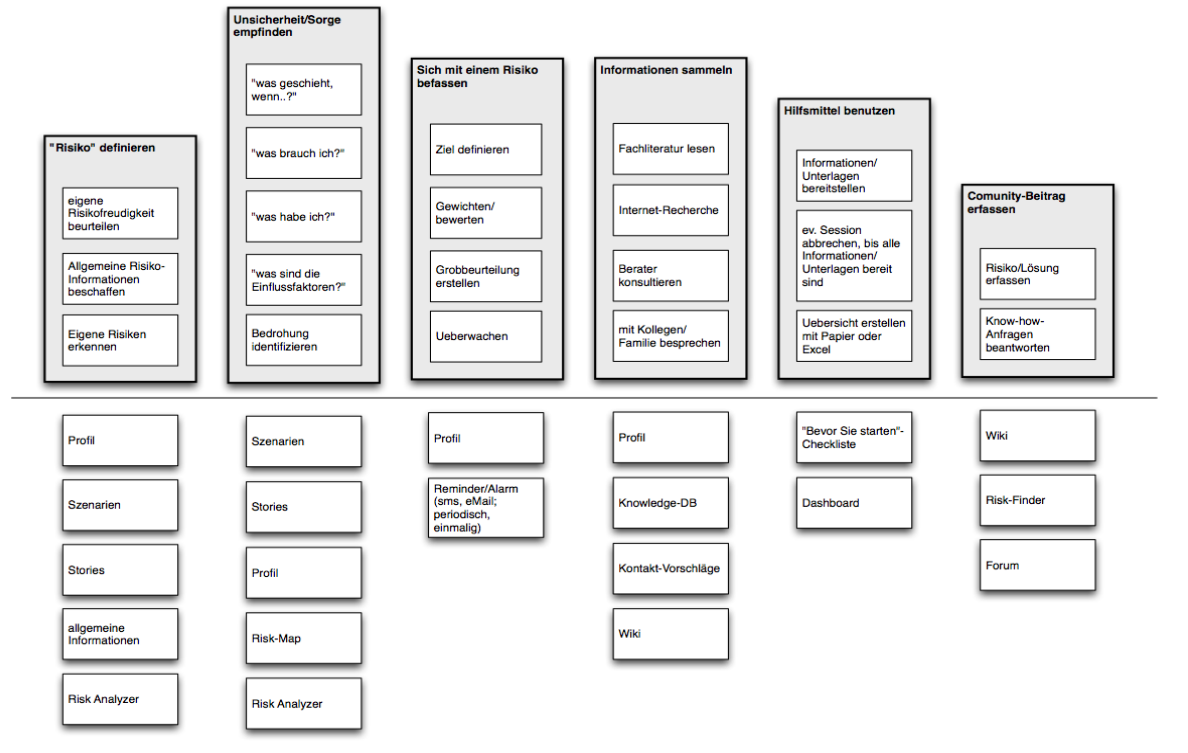 "Risiko" definieren
eigene
Risikofreudigkeit
beurteilen
Allgemeine Risiko-
Informationen
beschaffen
Eigene Risiken
erkennen
Unsicherheit/Sorge
empfinden
"was geschieht,
wenn..?"
"was brauch ich?"
"was habe ich?"
"was sind die
Einflussfaktoren?"
Bedrohung
identifizieren
Sich mit einem Risiko
befassen
Ziel definieren
Gewichten/
bewerten
Grobbeurteilung
erstellen
Ueberwachen
Informationen sammeln
Fachliteratur lesen
Internet-Recherche
Berater
konsultieren
mit Kollegen/
Familie besprechen
Hilfsmittel benutzen
Informationen/
Unterlagen
bereitstellen
ev. Session
abbrechen, bis alle
Informationen/
Unterlagen bereit
sind
Uebersicht erstellen
mit Papier oder
Excel
Comunity-Beitrag
erfassen
Risiko/Lösung
erfassen
Know-how-
Anfragen
beantworten
Profil
Szenarien
Stories
allgemeine
Informationen
Risk Analyzer
Szenarien
Stories
Profil
Risk-Map
Risk Analyzer
Profil
Reminder/Alarm
(sms, eMail;
periodisch,
einmalig)
Profil
Knowledge-DB
Kontakt-Vorschläge
Wiki
"Bevor Sie starten"-
Checkliste
Dashboard
Wiki
Risk-Finder
Forum